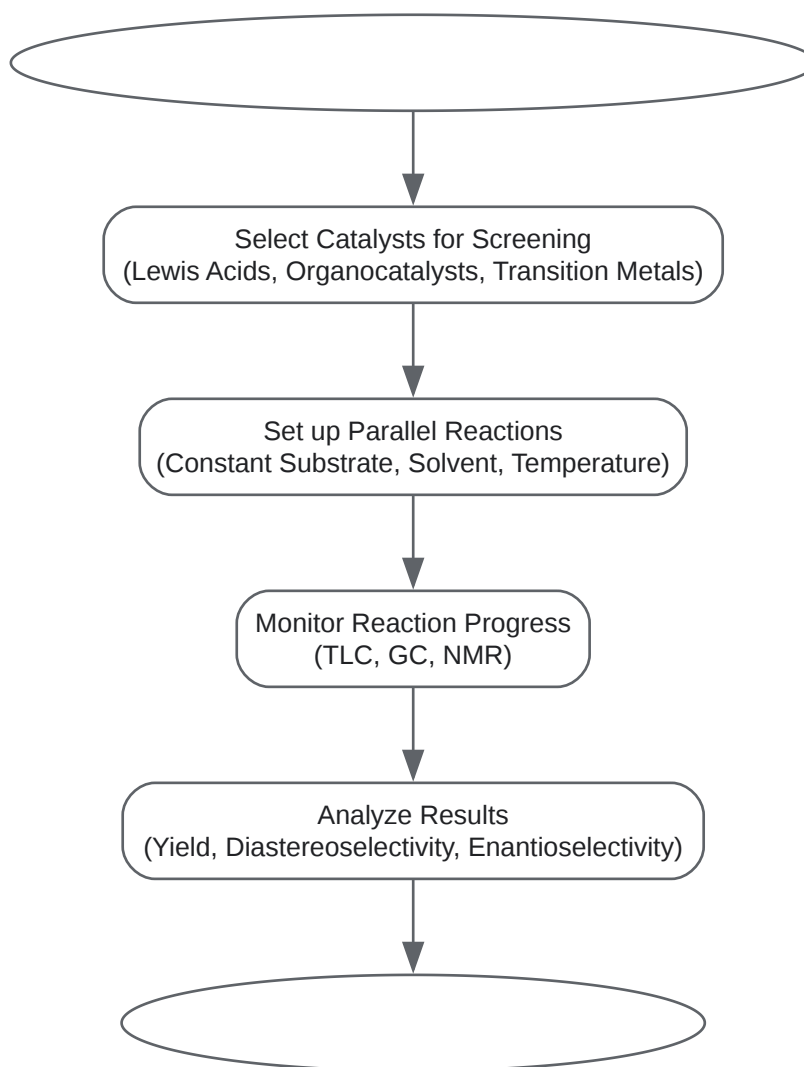 Select Catalysts for Screening
(Lewis Acids, Organocatalysts, Transition Metals)
Set up Parallel Reactions
(Constant Substrate, Solvent, Temperature)
Monitor Reaction Progress
(TLC, GC, NMR)
Analyze Results
(Yield, Diastereoselectivity, Enantioselectivity)